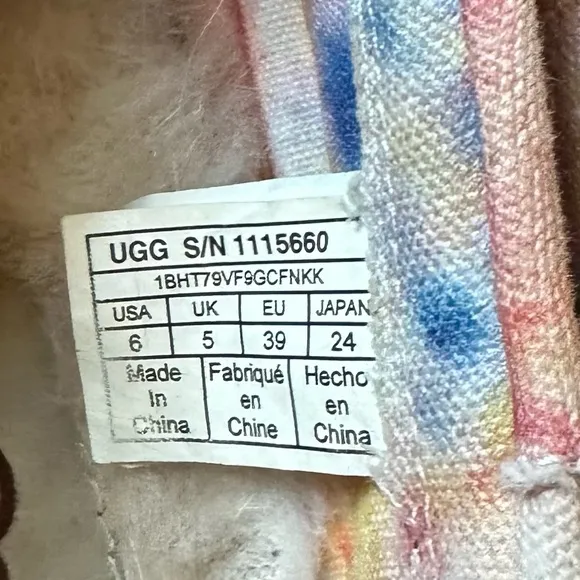 UGG S/N 1115660
1BHT79VF9GCFNKK
USA UK EU JAPAN
6 5 39 24
Made Fabriqué Hecho
In en en
China Chine China